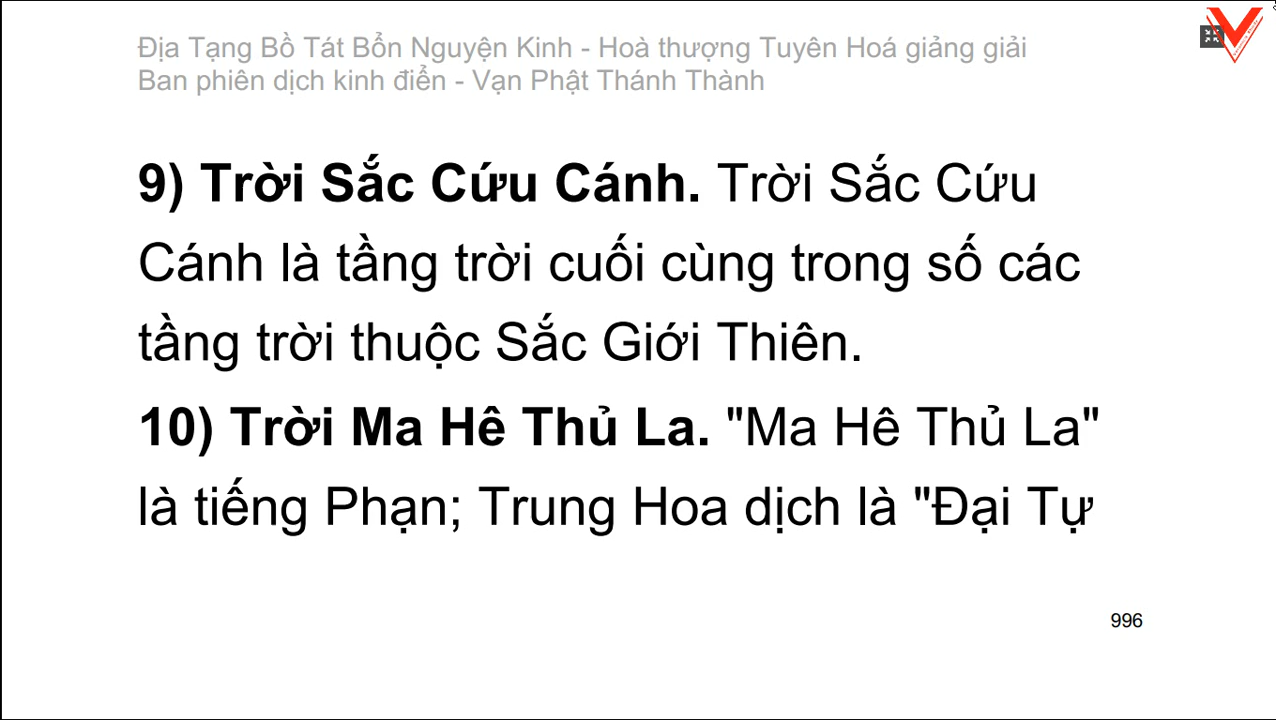 Địa Tạng Bồ Tát Bổn Nguyện Kinh - Hoà thượng Tuyên Hoá giảng giải
Ban phiên dịch kinh điển - Vạn Phật Thánh Thành
9) Trời Sắc Cứu Cánh. Trời Sắc Cứu
Cánh là tầng trời cuối cùng trong số các
tầng trời thuộc Sắc Giới Thiên.
10) Trời Ma Hê Thủ La. "Ma Hê Thủ La"
là tiếng Phạn; Trung Hoa dịch là "Đại Tự
996